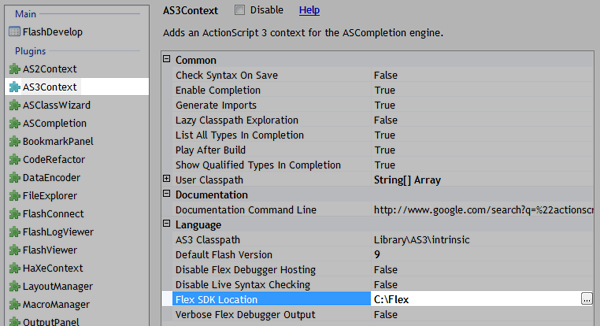 Main
FlashDevelop
Plugins
AS2Context
AS3Context
ASClassWizard
ASCompletion
BookmarkPanel
CodeRefactor
DataEncoder
FileExplorer
FlashConnect
FlashLogViewer
FlashViewer
HaXeContext
LayoutManager
MacroManager
OutputPanel
AS3Context Disable Help
Adds an ActionScript 3 context for the ASCompletion engine.
Common
Check Syntax On Save False
Enable Completion True
Generate Imports True
Lazy Classpath Exploration False
List All Types In Completion True
Play After Build True
Show Qualified Types In Completion True
User Classpath String[] Array
Documentation
Documentation Command Line http://www.google.com/search?q=%22actionscr
Language
AS3 Classpath Library\AS3\intrinsic
Default Flash Version 9
Disable Flex Debugger Hosting False
Disable Live Syntax Checking False
Flex SDK Location C:\Flex ...
Verbose Flex Debugger Output False